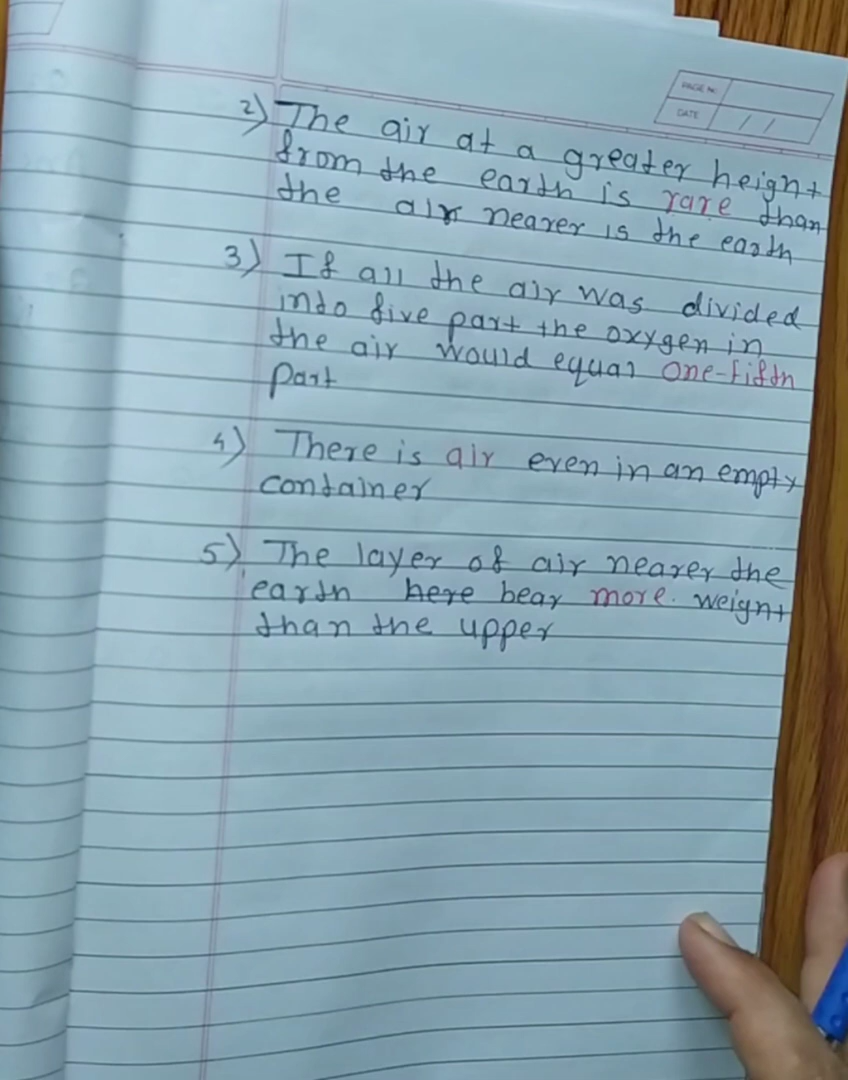 PAGE No.
DATE / /
2) The air at a greater height
from the earth is rare than
the air nearer is the earth
3) If all the air was divided
into five part the oxygen in
the air would equal one-fifth
part
4) There is air even in an empty
container
5) The layer of air nearer the
earth here bear more. weight
than the upper